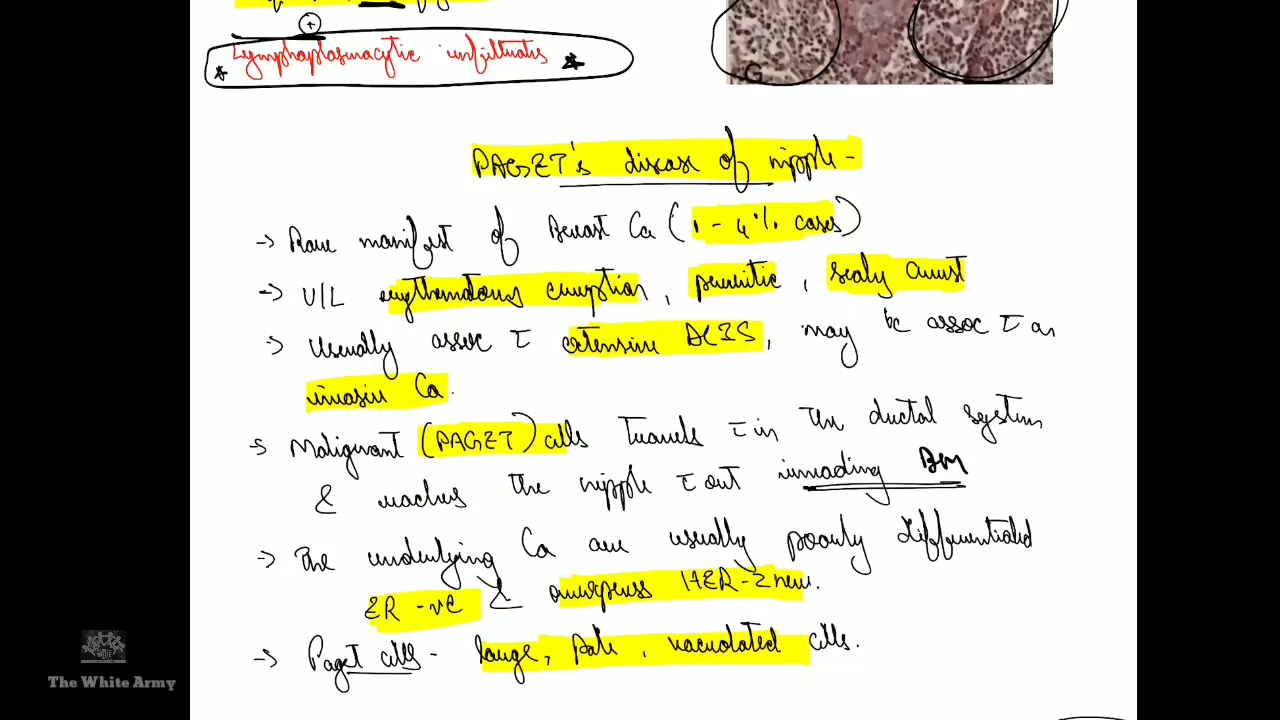 Lymphoplasmacytic infiltrates
PAGET's disease of nipple -
→ Rare manifest of Breast Ca (1-4% cases)
→ U/L erythematous eruption, pruritic, scaly crust
→ Usually assoc c extensive DCIS, may be assoc c an
invasive Ca.
→ Malignant (PAGET) cells travels c in the ductal system
& reaches the nipple c out invading BM
→ The underlying Ca are usually poorly differentiated
ER -ve & overexpress HER-2 neu.
→ Paget cells - large, pale, vacuolated cells.
The White Army